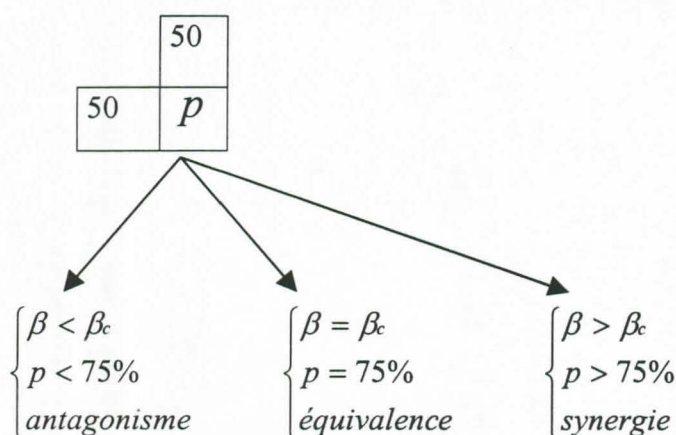 50
50 p
β < βc
p < 75%
antagonisme
β = βc
p = 75%
équivalence
β > βc
p > 75%
synergie